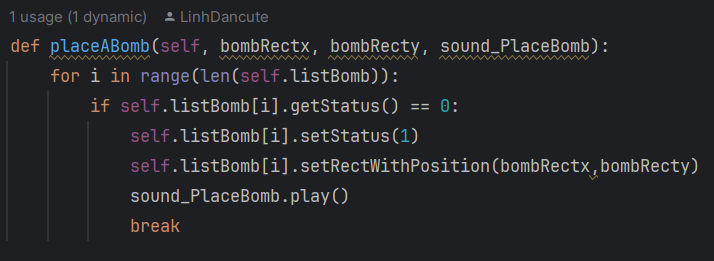 1 usage (1 dynamic) LinhDancute
def placeABomb(self, bombRectx, bombRecty, sound_PlaceBomb):
    for i in range(len(self.listBomb)):
        if self.listBomb[i].getStatus() == 0:
            self.listBomb[i].setStatus(1)
            self.listBomb[i].setRectWithPosition(bombRectx,bombRecty)
            sound_PlaceBomb.play()
            break